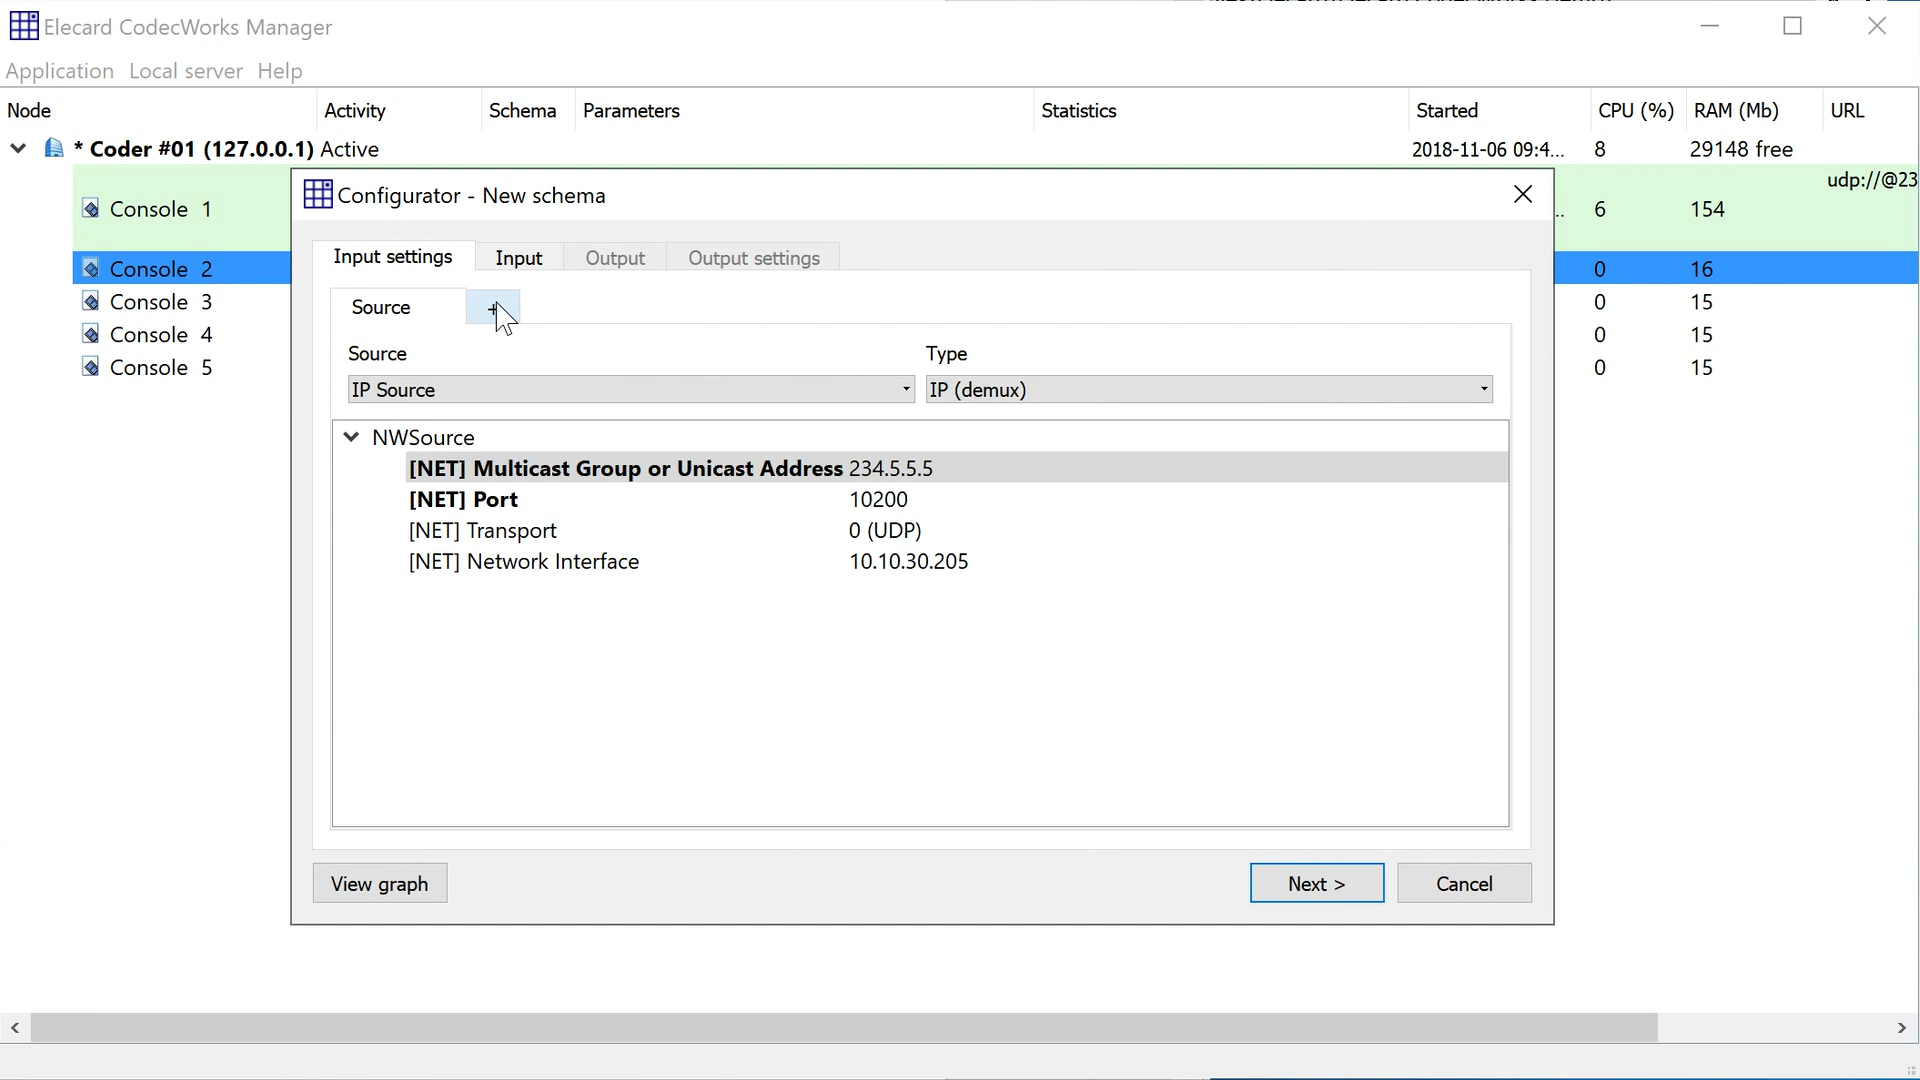 Elecard CodecWorks Manager
Application Local server Help
Node Activity Schema Parameters Statistics Started CPU (%) RAM (Mb) URL
* Coder #01 (127.0.0.1) Active 2018-11-06 09:4... 8 29148 free
udp://@23
Configurator - New schema
Console 1 .. 6 154
Input settings Input Output Output settings
Console 2 0 16
Console 3 0 15
Source +
Console 4 0 15
Source Type
Console 5 0 15
IP Source IP (demux)
NWSource
[NET] Multicast Group or Unicast Address 234.5.5.5
[NET] Port 10200
[NET] Transport 0 (UDP)
[NET] Network Interface 10.10.30.205
View graph Next > Cancel